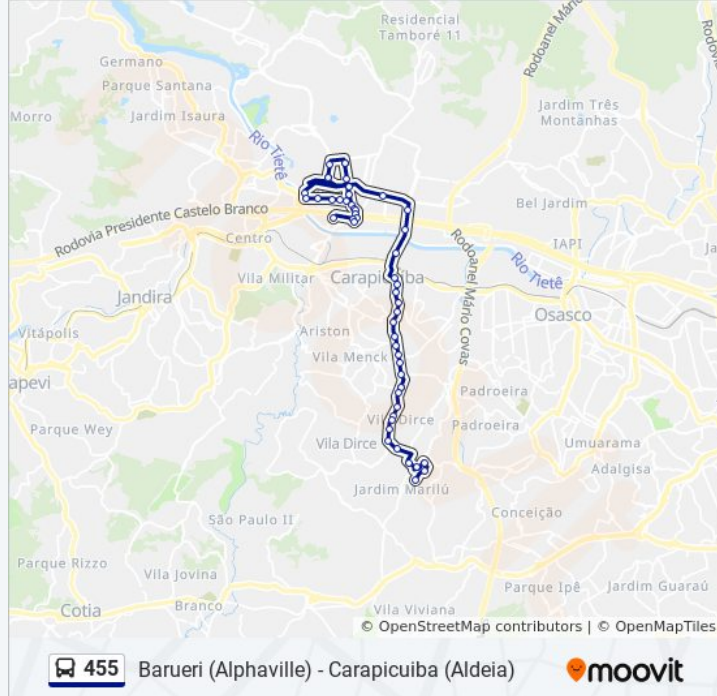 Residencial
Tamboré 11
Rodoanel Mário
Germano
Parque Santana
Morro
Jardim Isaura
Jardim Três
Montanhas
Rio Tietê
Bel Jardim
Rodovia Presidente Castelo Branco
Centro
IAPI
Rodoanel Mário Covas
Rio Tietê
Vila Militar
Carapicuíba
Jandira
Osasco
Vitápolis
Ariston
Vila Menck
apevi
Padroeira
Parque Wey
Vila Dirce
Padroeira
Vila Dirce
Umuarama
Adalgisa
Jardim Marilú
São Paulo II
Conceição
Parque Rizzo
Vila Jovina
Parque Ipê
Jardim Guaraú
Cotia
Branco
Vila Viviana
© OpenStreetMap contributors | © OpenMapTiles
455 Barueri (Alphaville) - Carapicuiba (Aldeia)
moovit